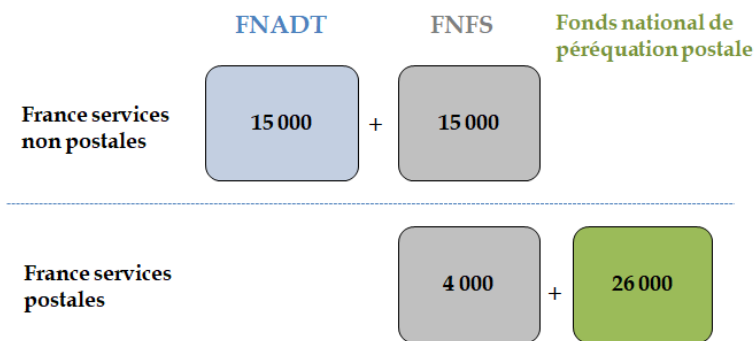 FNADT
FNFS
Fonds national de
péréquation postale
France services
non postales
15 000
+
15 000
France services
postales
4 000
+
26 000